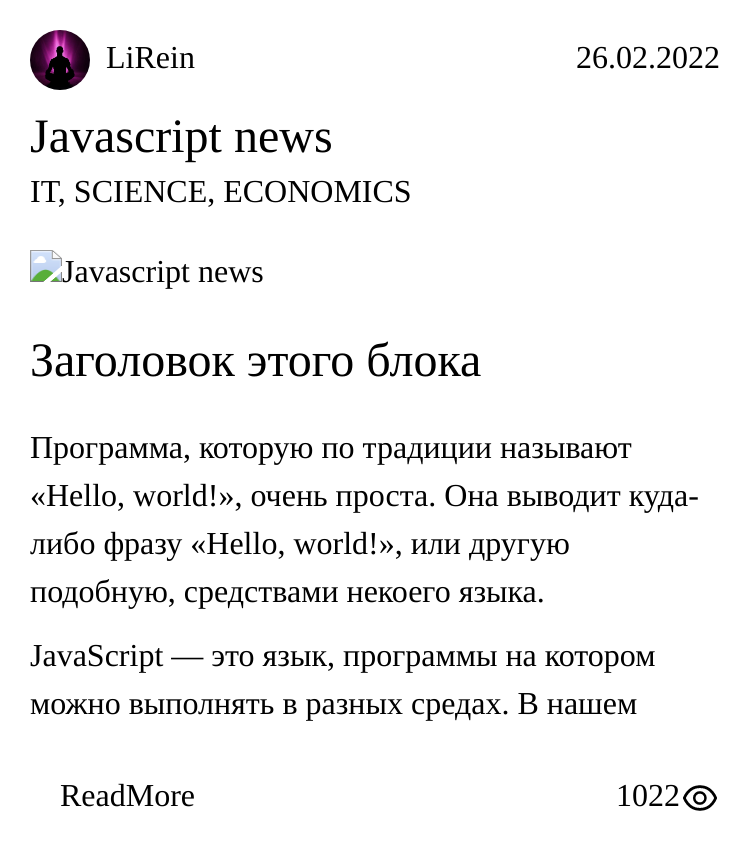 LiRein 26.02.2022
Javascript news
IT, SCIENCE, ECONOMICS
Javascript news
Заголовок этого блока
Программа, которую по традиции называют
«Hello, world!», очень проста. Она выводит куда-
либо фразу «Hello, world!», или другую
подобную, средствами некоего языка.
JavaScript — это язык, программы на котором
можно выполнять в разных средах. В нашем
ReadMore 1022